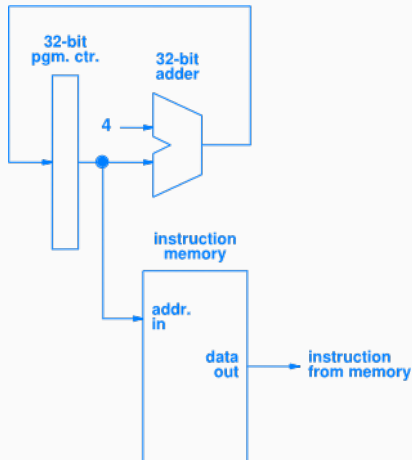 32-bit
pgm. ctr.
32-bit
adder
4
instruction
memory
addr.
in
data
out
instruction
from memory